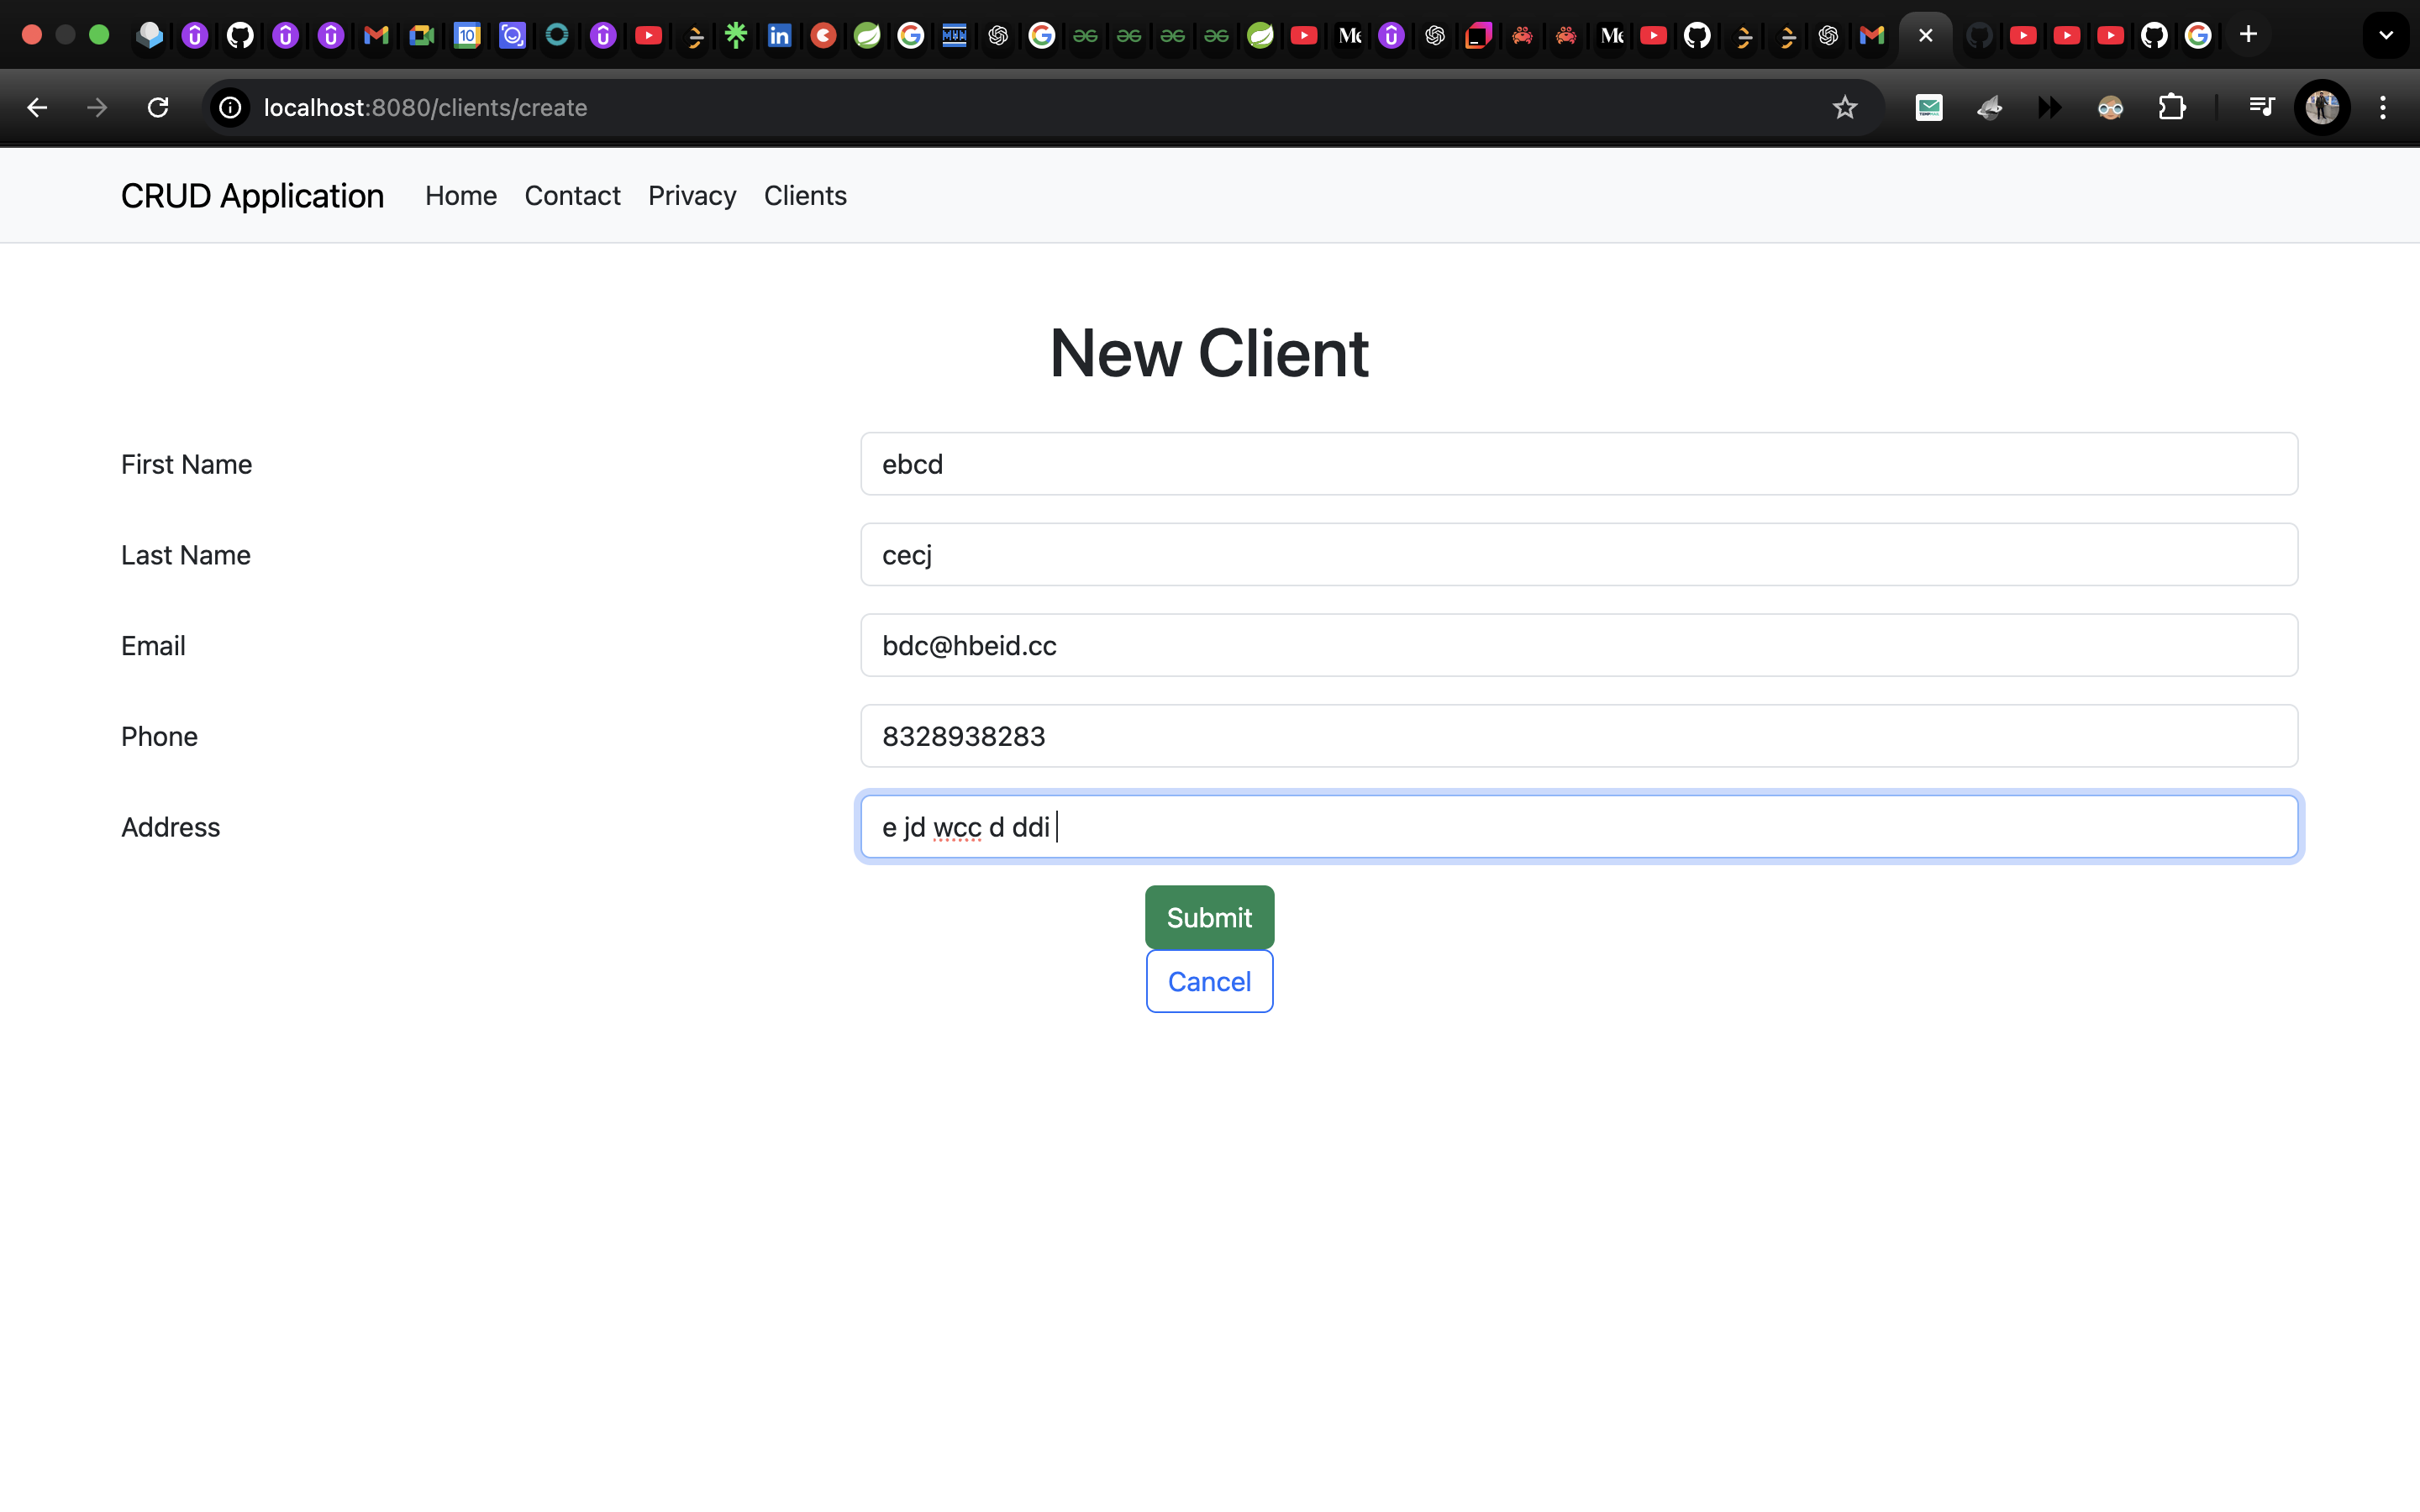 localhost:8080/clients/create
CRUD Application Home Contact Privacy Clients
New Client
First Name ebcd
Last Name cecj
Email bdc@hbeid.cc
Phone 8328938283
Address e jd wcc d ddi
Submit
Cancel